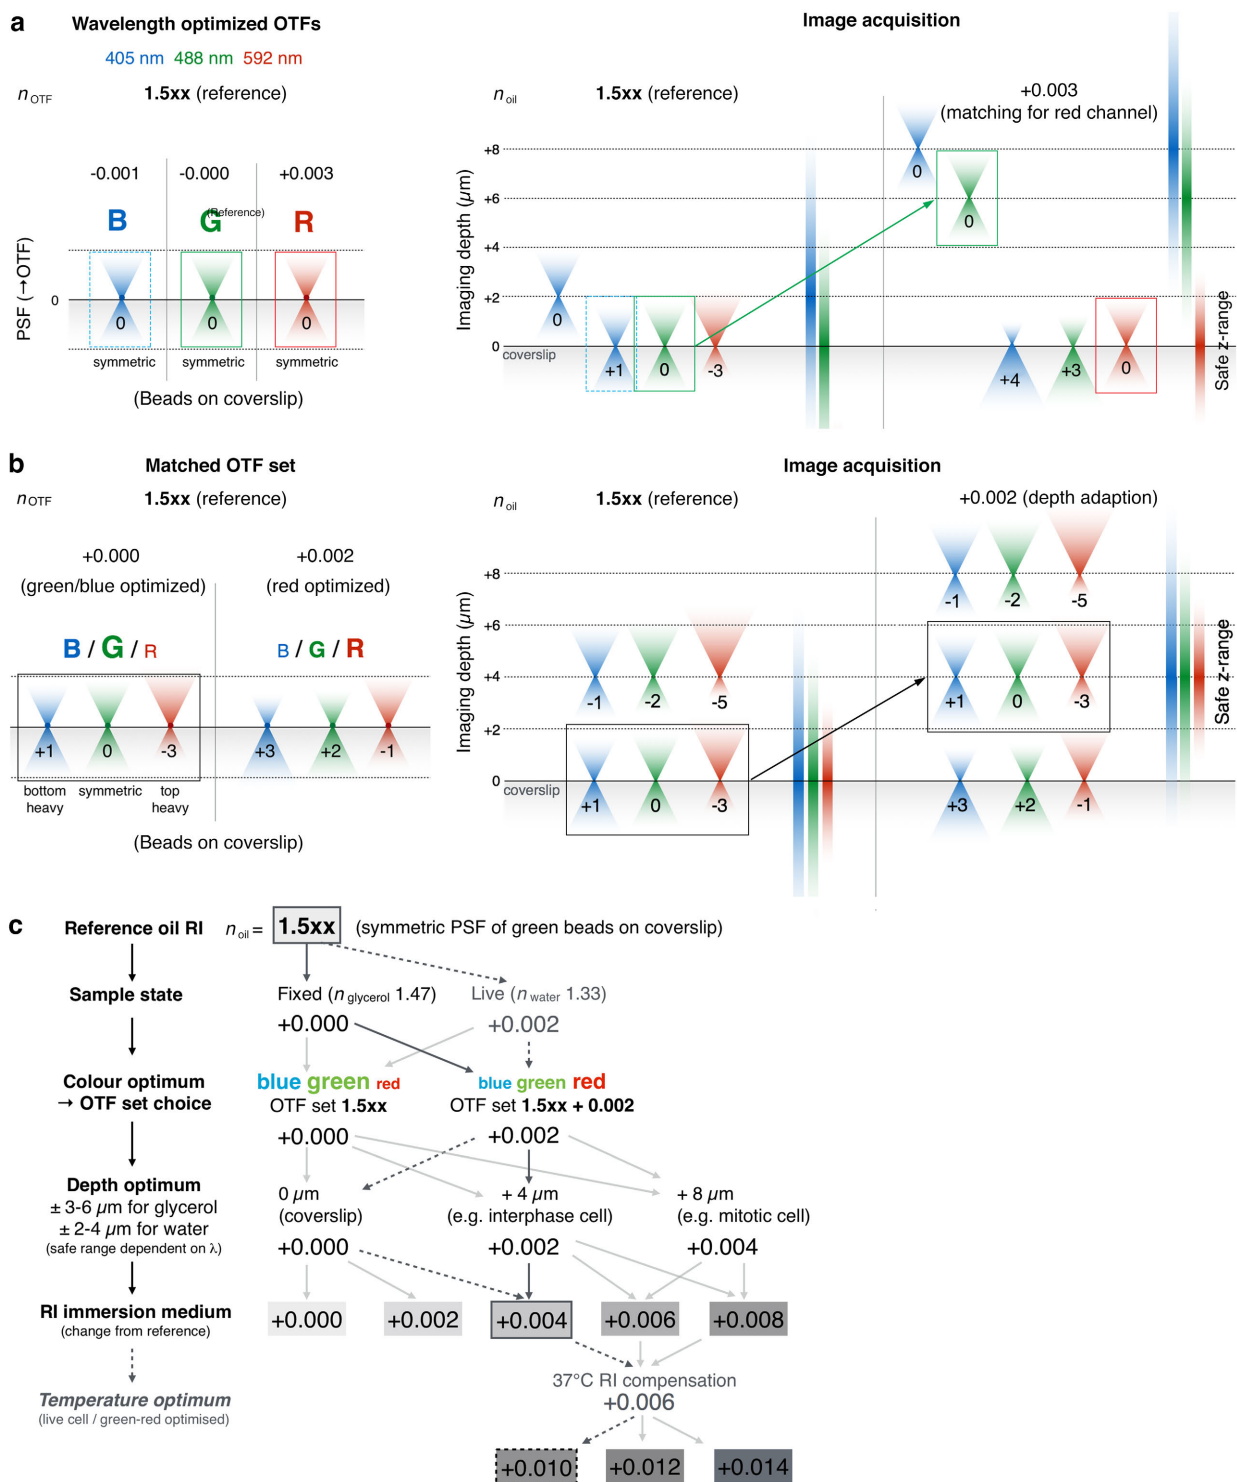 a
Wavelength optimized OTFs
405 nm 488 nm 592 nm
n OTF 1.5xx (reference)
-0.001 -0.000 +0.003
(Reference)
B G R
PSF (→OTF)
0
0 0 0
symmetric symmetric symmetric
(Beads on coverslip)
Image acquisition
n oil 1.5xx (reference)
+0.003
(matching for red channel)
Imaging depth (µm)
+8
+6
+4
+2
0
coverslip
0
+1 0 -3
0
0
+4 +3 0
Safe z-range
b
Matched OTF set
n OTF 1.5xx (reference)
+0.000 +0.002
(green/blue optimized) (red optimized)
B / G / R B / G / R
+1 0 -3 +3 +2 -1
bottom heavy symmetric top heavy
(Beads on coverslip)
Image acquisition
n oil 1.5xx (reference) +0.002 (depth adaption)
Imaging depth (µm)
+8
+6
+4
+2
0
coverslip
-1 -2 -5
+1 0 -3
-1 -2 -5
+1 0 -3
+3 +2 -1
Safe z-range
c
Reference oil RI n oil = 1.5xx (symmetric PSF of green beads on coverslip)
Sample state Fixed (n glycerol 1.47) Live (n water 1.33)
+0.000 +0.002
Colour optimum blue green red blue green red
→ OTF set choice OTF set 1.5xx OTF set 1.5xx + 0.002
+0.000 +0.002
Depth optimum 0 µm + 4 µm + 8 µm
± 3-6 µm for glycerol (coverslip) (e.g. interphase cell) (e.g. mitotic cell)
± 2-4 µm for water
(safe range dependent on λ) +0.000 +0.002 +0.004
RI immersion medium +0.000 +0.002 +0.004 +0.006 +0.008
(change from reference)
37°C RI compensation
Temperature optimum +0.006
(live cell / green-red optimised)
+0.010 +0.012 +0.014